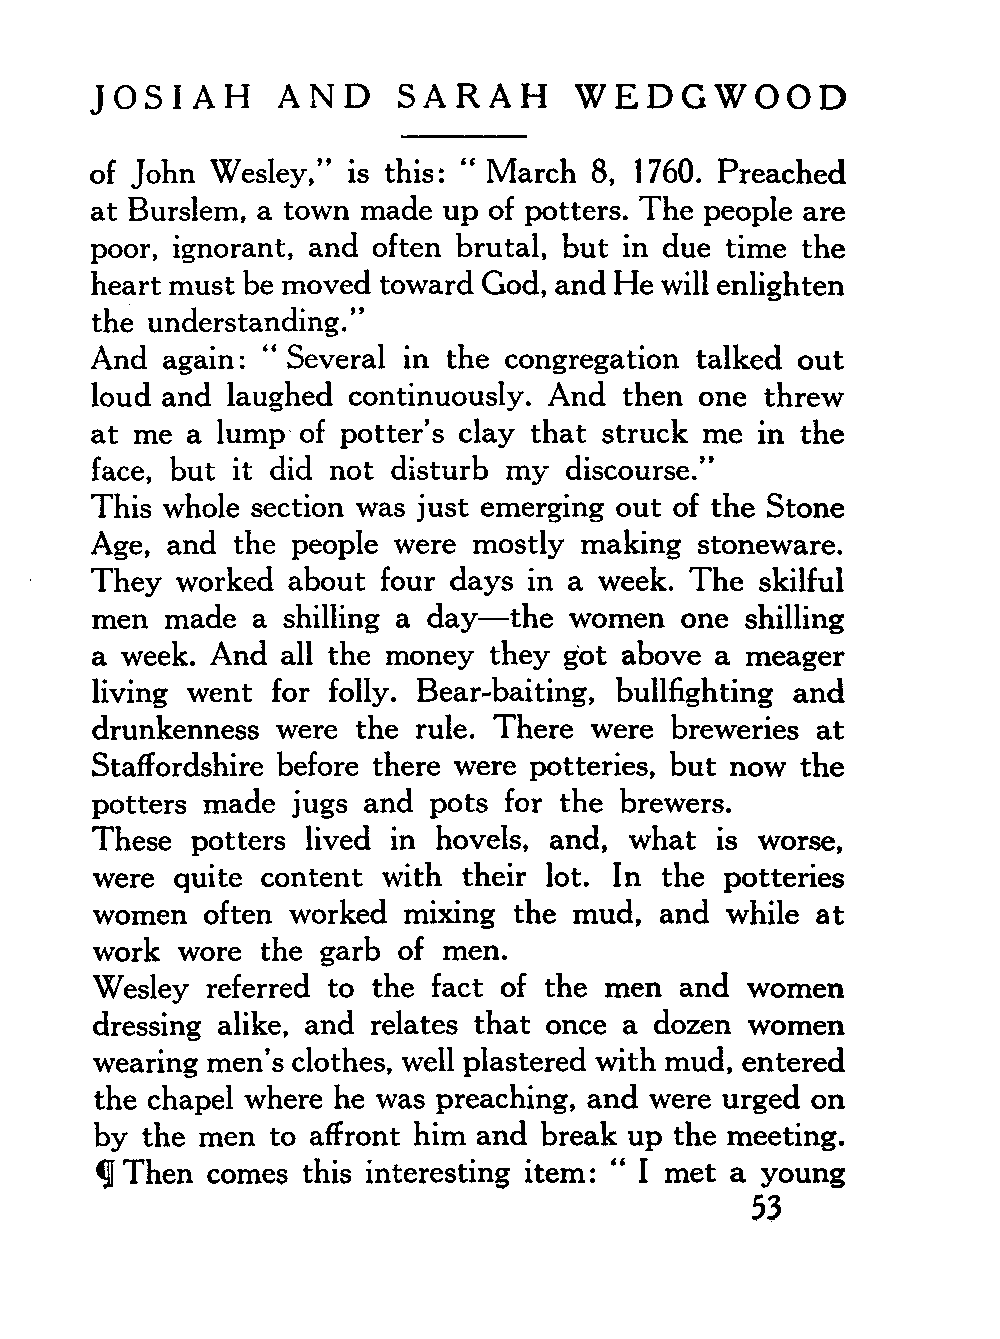 JOSIAH AND SARAH WEDGWOOD
of John Wesley," is this: " March 8, 1760. Preached
at Burslem, a town made up of potters. The people are
poor, ignorant, and often brutal, but in due time the
heart must be moved toward God, and He will enlighten
the understanding."
And again: " Several in the congregation talked out
loud and laughed continuously. And then one threw
at me a lump of potter's clay that struck me in the
face, but it did not disturb my discourse."
This whole section was just emerging out of the Stone
Age, and the people were mostly making stoneware.
They worked about four days in a week. The skilful
men made a shilling a day—the women one shilling
a week. And all the money they got above a meager
living went for folly. Bear-baiting, bullfighting and
drunkenness were the rule. There were breweries at
Staffordshire before there were potteries, but now the
potters made jugs and pots for the brewers.
These potters lived in hovels, and, what is worse,
were quite content with their lot. In the potteries
women often worked mixing the mud, and while at
work wore the garb of men.
Wesley referred to the fact of the men and women
dressing alike, and relates that once a dozen women
wearing men's clothes, well plastered with mud, entered
the chapel where he was preaching, and were urged on
by the men to affront him and break up the meeting.
¶ Then comes this interesting item: " I met a young
53